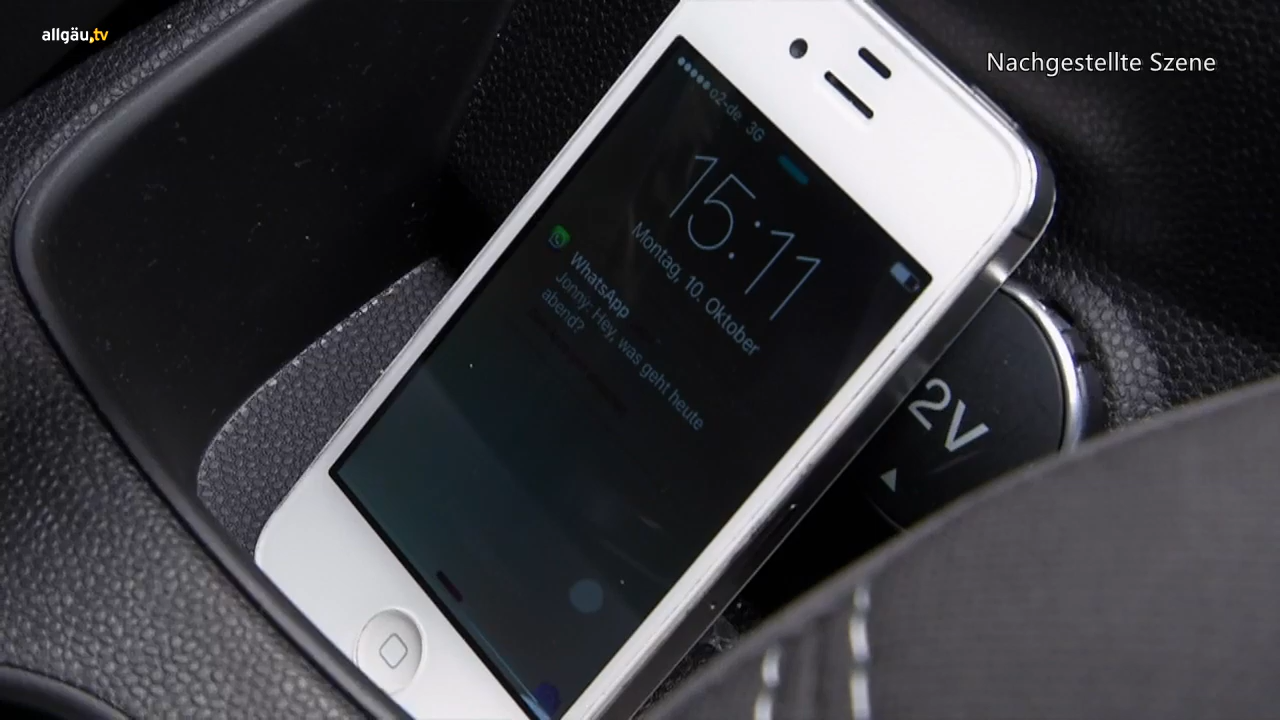 allgäu.tv
Nachgestellte Szene
o2-de 3G
15:11
Montag, 10. Oktober
WhatsApp
Jonny: Hey, was geht heute
abend?
2V